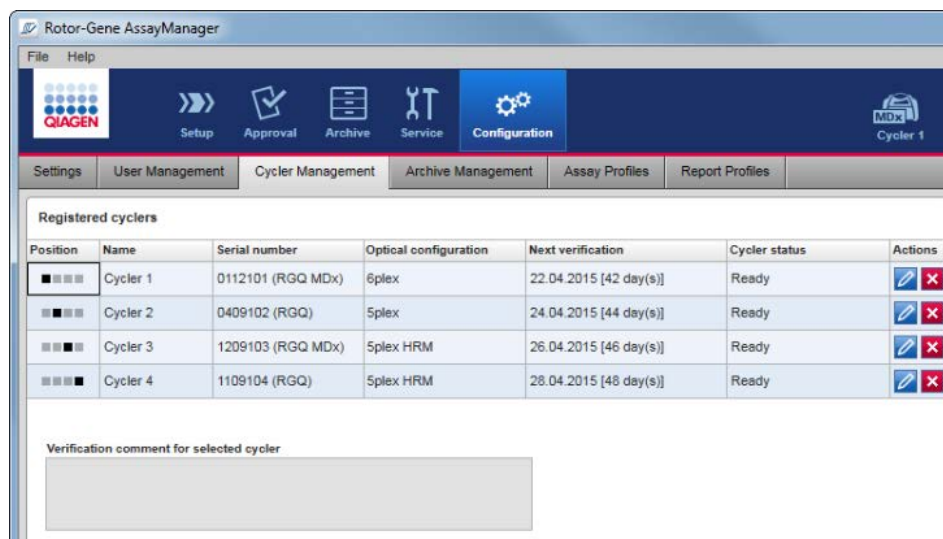 Rotor-Gene AssayManager
File Help
QIAGEN Setup Approval Archive Service Configuration MDx Cycler 1
Settings User Management Cycler Management Archive Management Assay Profiles Report Profiles
Registered cyclers
Position Name Serial number Optical configuration Next verification Cycler status Actions
Cycler 1 0112101 (RGQ MDx) 6plex 22.04.2015 [42 day(s)] Ready
Cycler 2 0409102 (RGQ) 5plex 24.04.2015 [44 day(s)] Ready
Cycler 3 1209103 (RGQ MDx) 5plex HRM 26.04.2015 [46 day(s)] Ready
Cycler 4 1109104 (RGQ) 5plex HRM 28.04.2015 [48 day(s)] Ready
Verification comment for selected cycler